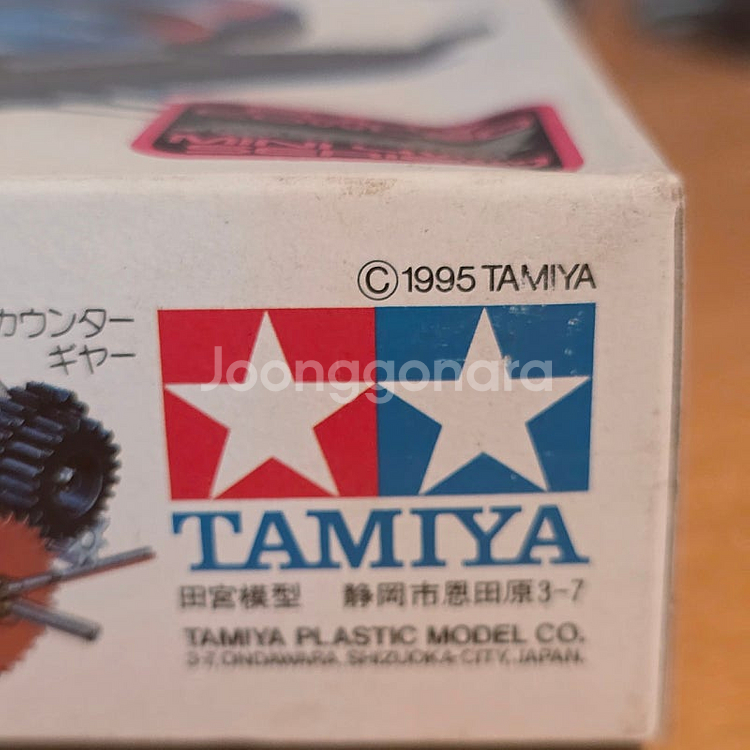 MINI
©1995 TAMIYA
カウンター
ギヤー
Joonggonara
TAMIYA
田宮模型 静岡市恩田原3-7
TAMIYA PLASTIC MODEL CO.
3-7, ONDAWARA, SHIZUOKA-CITY, JAPAN.